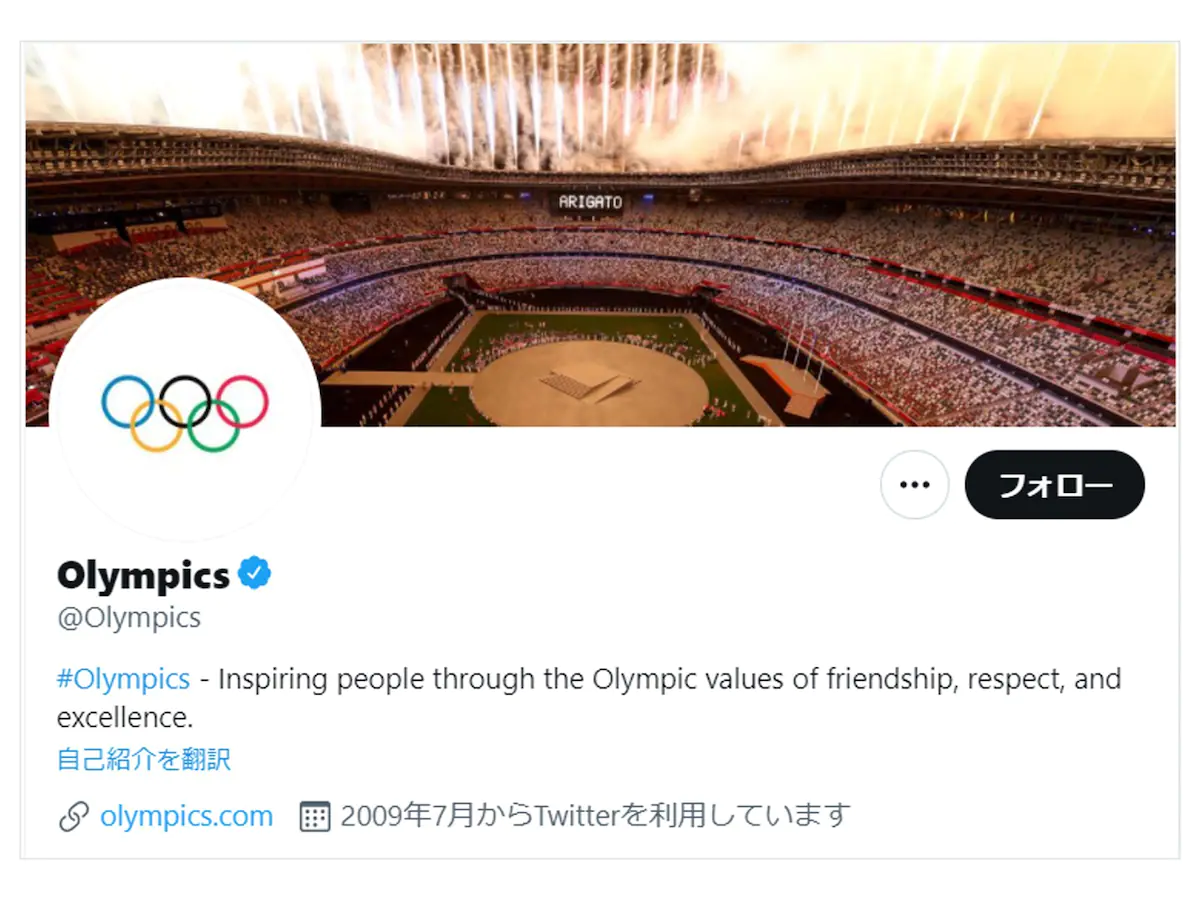 ARIGATO
フォロー
Olympics
@Olympics
#Olympics - Inspiring people through the Olympic values of friendship, respect, and
excellence.
自己紹介を翻訳
olympics.com 2009年7月からTwitterを利用しています